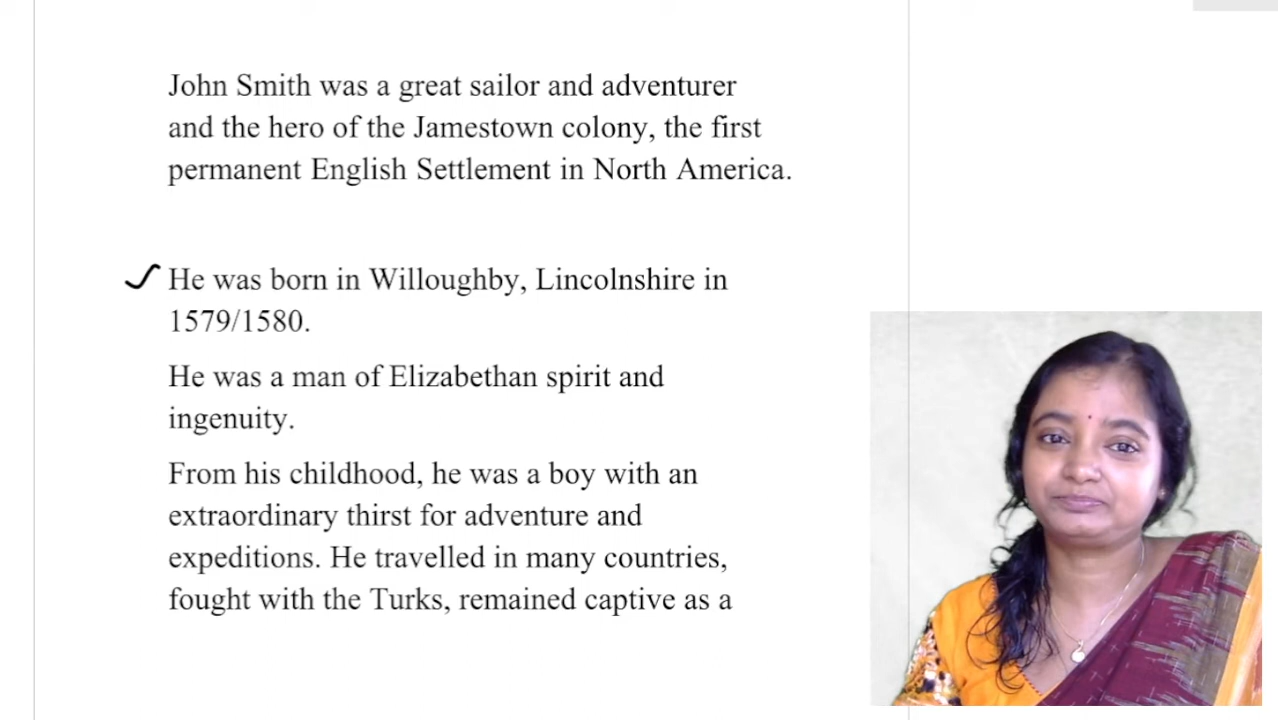 John Smith was a great sailor and adventurer
and the hero of the Jamestown colony, the first
permanent English Settlement in North America.
He was born in Willoughby, Lincolnshire in
1579/1580.
He was a man of Elizabethan spirit and
ingenuity.
From his childhood, he was a boy with an
extraordinary thirst for adventure and
expeditions. He travelled in many countries,
fought with the Turks, remained captive as a